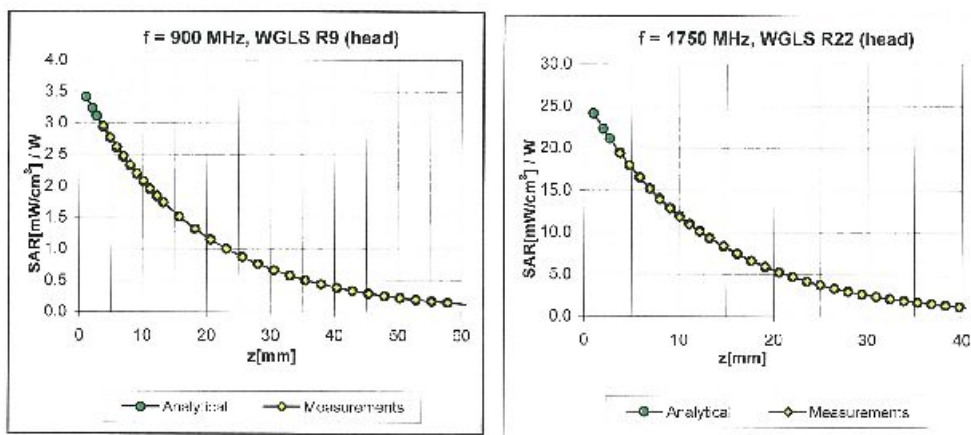 f = 900 MHz, WGLS R9 (head)
4.0
3.5
3.0
2.5
2.0
1.5
1.0
0.5
0.0
SAR[mW/cm³] / W
0 10 20 30 40 50 60
z[mm]
Analytical Measurements
f = 1750 MHz, WGLS R22 (head)
30.0
25.0
20.0
15.0
10.0
5.0
0.0
SAR[mW/cm³] / W
0 10 20 30 40
z[mm]
Analytical Measurements